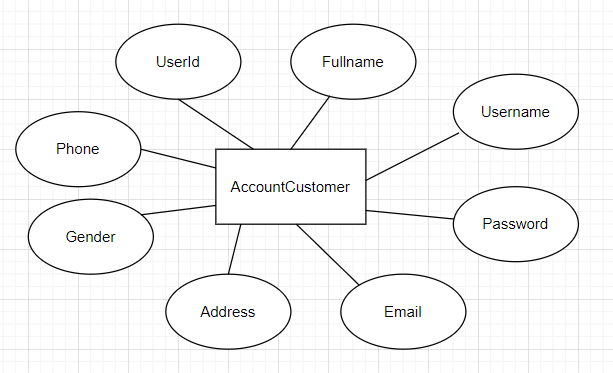 UserId
Fullname
Username
Phone
AccountCustomer
Password
Gender
Address
Email